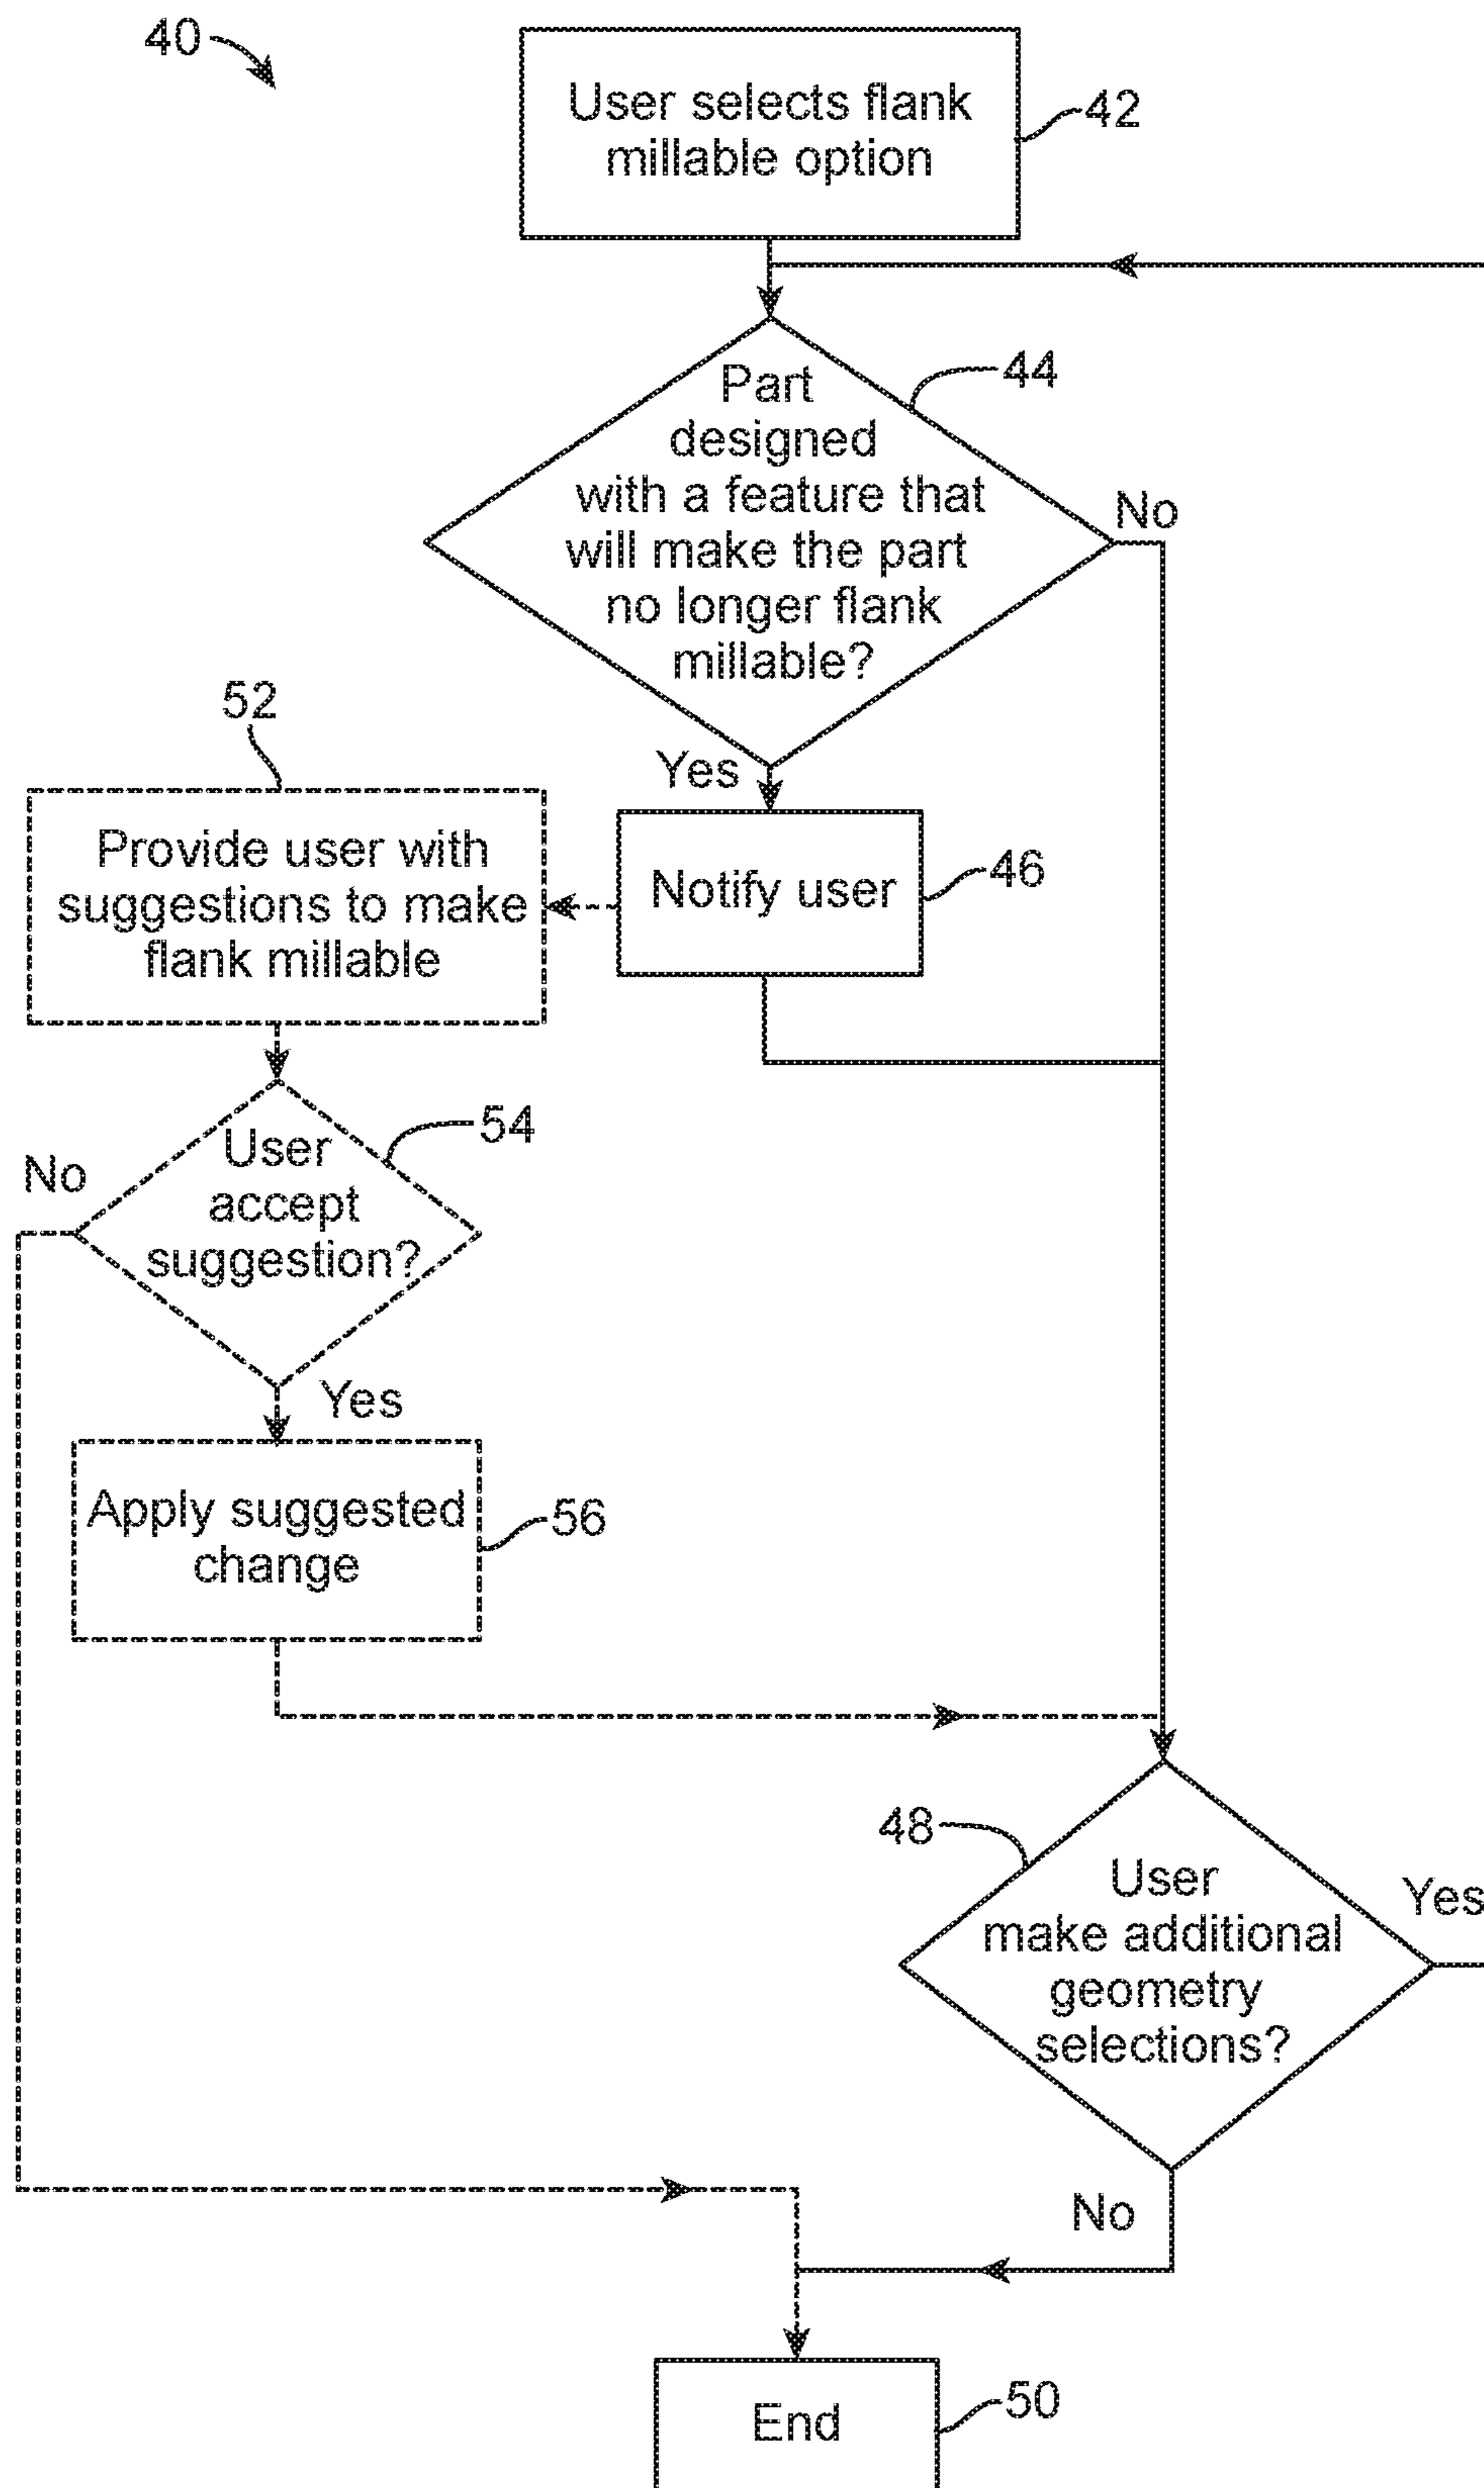 40
User selects flank
millable option
42
Part
designed
with a feature that
will make the part
no longer flank
millable?
44
No
Yes
52
Provide user with
suggestions to make
flank millable
Notify user
46
User
accept
suggestion?
54
No
Yes
Apply suggested
change
56
48
User
make additional
geometry
selections?
Yes
No
End
50